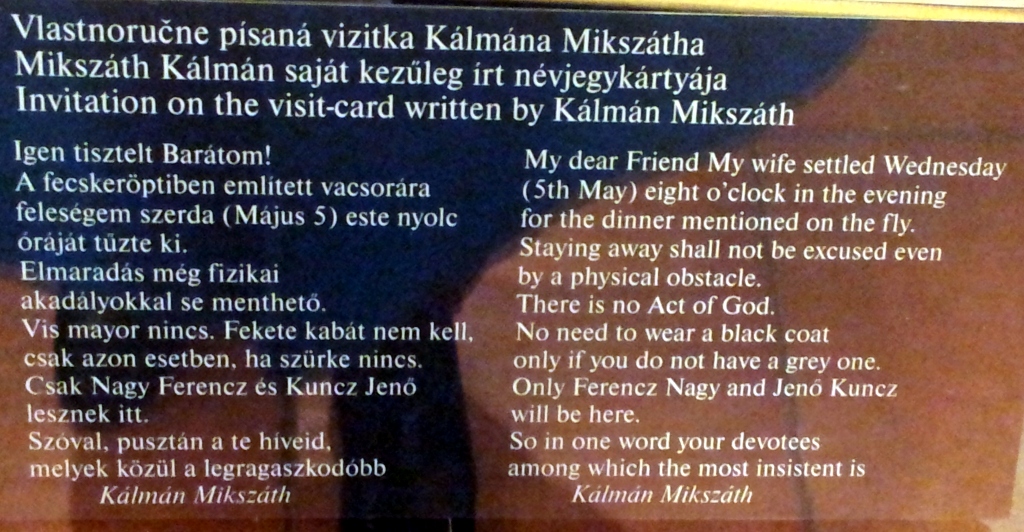 Vlastnoručne písaná vizitka Kálmána Mikszátha
Mikszáth Kálmán saját kezűleg írt névjegykártyája
Invitation on the visit-card written by Kálmán Mikszáth
Igen tisztelt Barátom!
A fecskeröptiben említett vacsorára
feleségem szerda (Május 5) este nyolc
óráját tűzte ki.
Elmaradás még fizikai
akadályokkal se menthető.
Vis mayor nincs. Fekete kabát nem kell,
csak azon esetben, ha szürke nincs.
Csak Nagy Ferencz és Kuncz Jenő
lesznek itt.
Szóval, pusztán a te híveid,
melyek közül a legragaszkodóbb
Kálmán Mikszáth
My dear Friend My wife settled Wednesday
(5th May) eight o'clock in the evening
for the dinner mentioned on the fly.
Staying away shall not be excused even
by a physical obstacle.
There is no Act of God.
No need to wear a black coat
only if you do not have a grey one.
Only Ferencz Nagy and Jenő Kuncz
will be here.
So in one word your devotees
among which the most insistent is
Kálmán Mikszáth